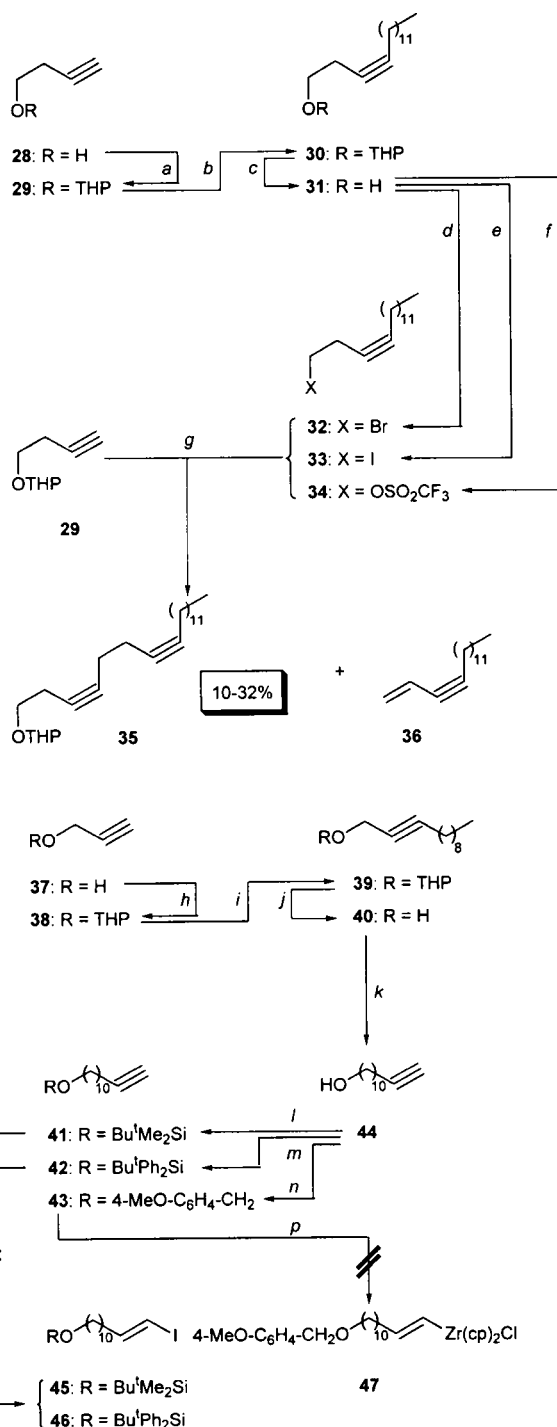 ( )11
OR
OR
28: R = H
a
b
30: R = THP
29: R = THP
c
31: R = H
d
e
f
( )11
X
g
32: X = Br
33: X = I
34: X = OSO2CF3
OTHP
29
( )11
( )11
10-32%
+
OTHP
35
36
RO
RO
( )8
37: R = H
h
i
39: R = THP
38: R = THP
j
40: R = H
k
RO
( )10
HO
( )10
41: R = ButMe2Si
l
44
42: R = ButPh2Si
m
43: R = 4-MeO-C6H4-CH2
n
p
RO
( )10
I
4-MeO-C6H4-CH2O
( )10
Zr(cp)2Cl
45: R = ButMe2Si
47
46: R = ButPh2Si